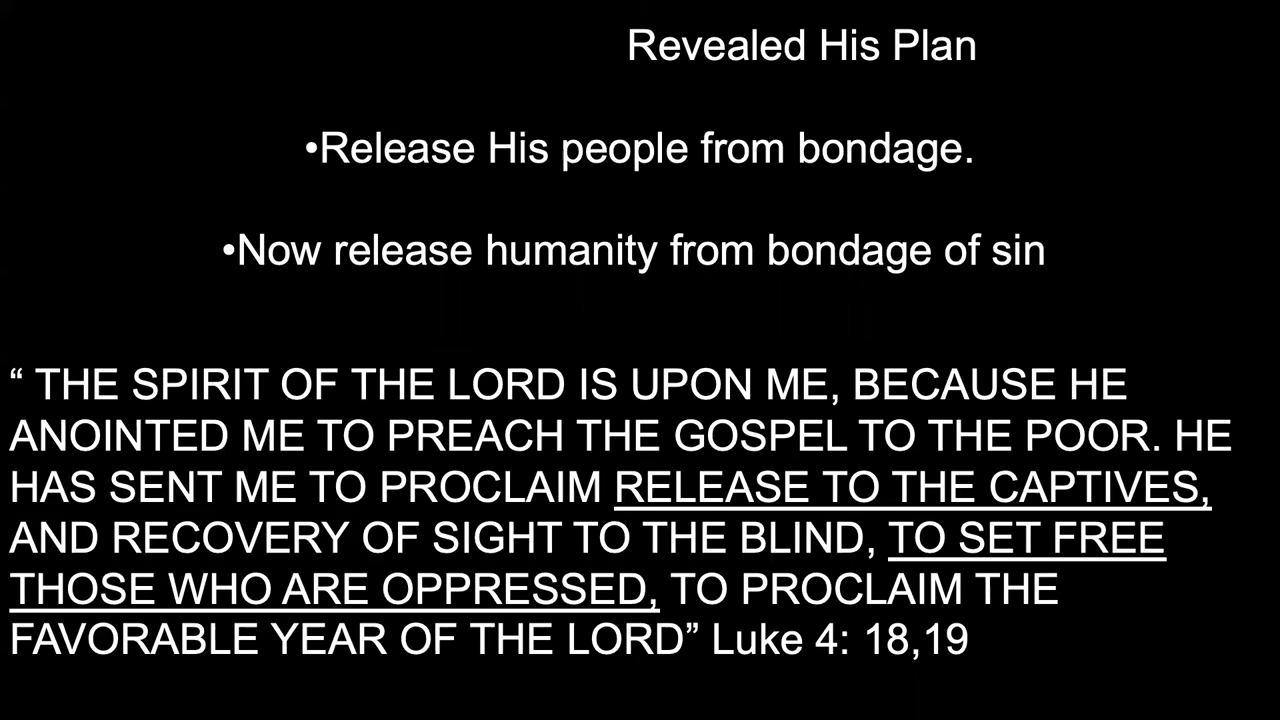 Revealed His Plan
•Release His people from bondage.
•Now release humanity from bondage of sin
“ THE SPIRIT OF THE LORD IS UPON ME, BECAUSE HE
ANOINTED ME TO PREACH THE GOSPEL TO THE POOR. HE
HAS SENT ME TO PROCLAIM RELEASE TO THE CAPTIVES,
AND RECOVERY OF SIGHT TO THE BLIND, TO SET FREE
THOSE WHO ARE OPPRESSED, TO PROCLAIM THE
FAVORABLE YEAR OF THE LORD” Luke 4: 18,19